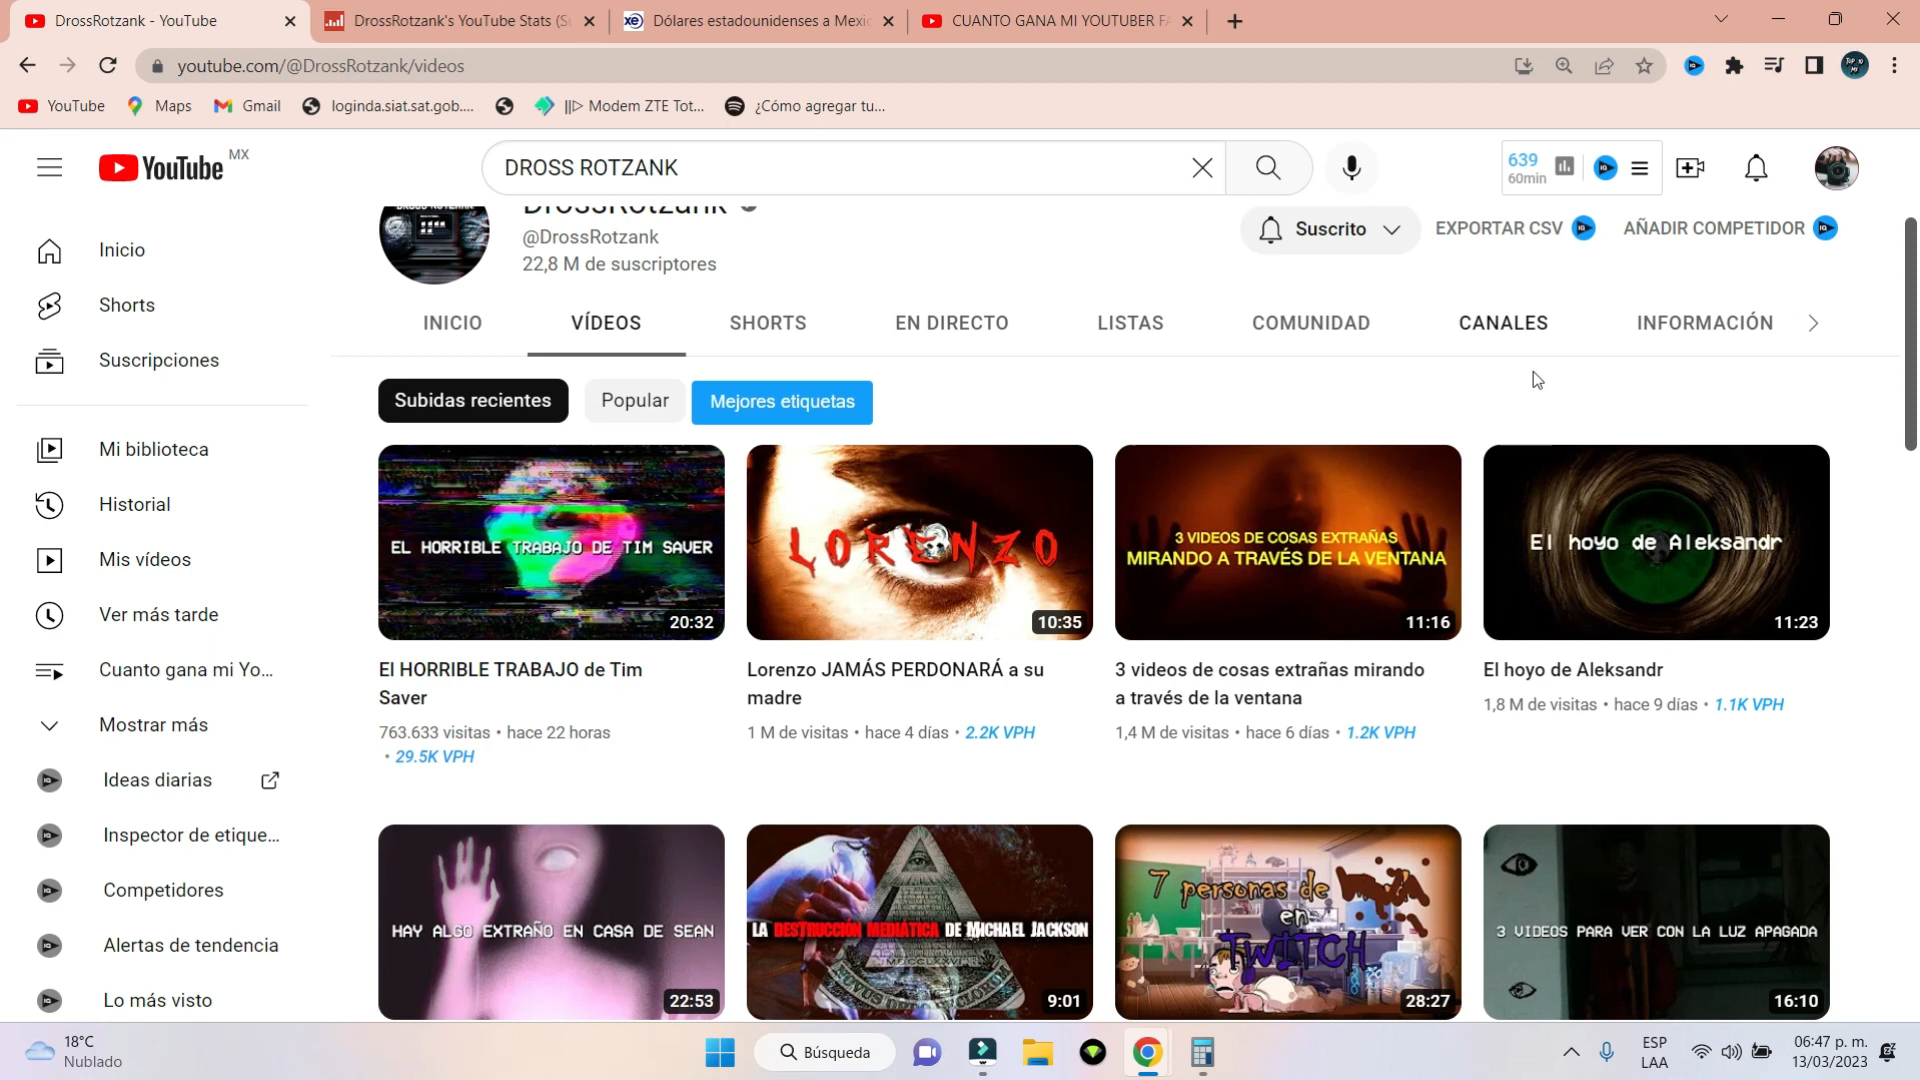 DrossRotzank - YouTube
DrossRotzank's YouTube Stats (S
Dólares estadounidenses a Mexic
CUANTO GANA MI YOUTUBER FA
youtube.com/@DrossRotzank/videos
YouTube
Maps
Gmail
loginda.siat.sat.gob....
||▷ Modem ZTE Tot...
¿Cómo agregar tu...
YouTube MX
DROSS ROTZANK
639
60min
DrossRotzank
@DrossRotzank
22,8 M de suscriptores
Suscrito
EXPORTAR CSV
AÑADIR COMPETIDOR
INICIO
VÍDEOS
SHORTS
EN DIRECTO
LISTAS
COMUNIDAD
CANALES
INFORMACIÓN
Subidas recientes
Popular
Mejores etiquetas
Inicio
Shorts
Suscripciones
Mi biblioteca
Historial
Mis vídeos
Ver más tarde
Cuanto gana mi Yo...
Mostrar más
Ideas diarias
Inspector de etique...
Competidores
Alertas de tendencia
Lo más visto
EL HORRIBLE TRABAJO DE TIM SAVER
20:32
El HORRIBLE TRABAJO de Tim
Saver
763.633 visitas • hace 22 horas
• 29.5K VPH
LORENZO
10:35
Lorenzo JAMÁS PERDONARÁ a su
madre
1 M de visitas • hace 4 días • 2.2K VPH
3 VIDEOS DE COSAS EXTRAÑAS
MIRANDO A TRAVÉS DE LA VENTANA
11:16
3 videos de cosas extrañas mirando
a través de la ventana
1,4 M de visitas • hace 6 días • 1.2K VPH
El hoyo de Aleksandr
11:23
El hoyo de Aleksandr
1,8 M de visitas • hace 9 días • 1.1K VPH
HAY ALGO EXTRAÑO EN CASA DE SEAN
22:53
LA DESTRUCCIÓN MEDIÁTICA DE MICHAEL JACKSON
9:01
7 personas de
en
TWITCH
28:27
3 VIDEOS PARA VER CON LA LUZ APAGADA
16:10
18°C
Nublado
Búsqueda
ESP
LAA
06:47 p. m.
13/03/2023